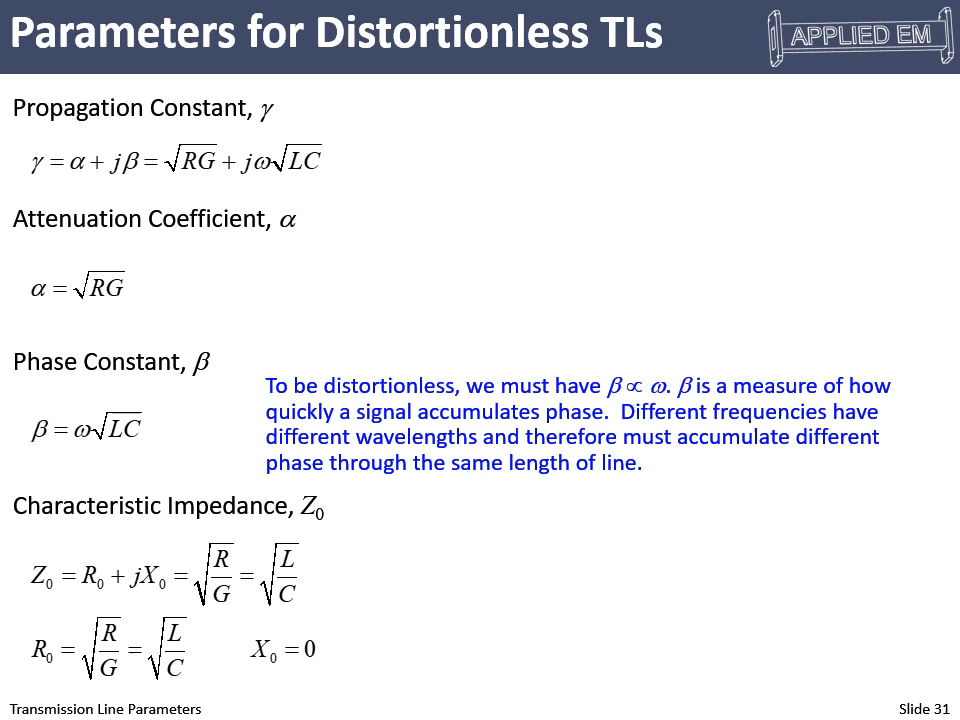 Parameters for Distortionless TLs
APPLIED EM
Propagation Constant, γ
γ = α + jβ = √RG + jω√LC
Attenuation Coefficient, α
α = √RG
Phase Constant, β
To be distortionless, we must have β ∝ ω. β is a measure of how
quickly a signal accumulates phase. Different frequencies have
different wavelengths and therefore must accumulate different
phase through the same length of line.
β = ω√LC
Characteristic Impedance, Z₀
Z₀ = R₀ + jX₀ = √(R/G) = √(L/C)
R₀ = √(R/G) = √(L/C) X₀ = 0
Transmission Line Parameters
Slide 31